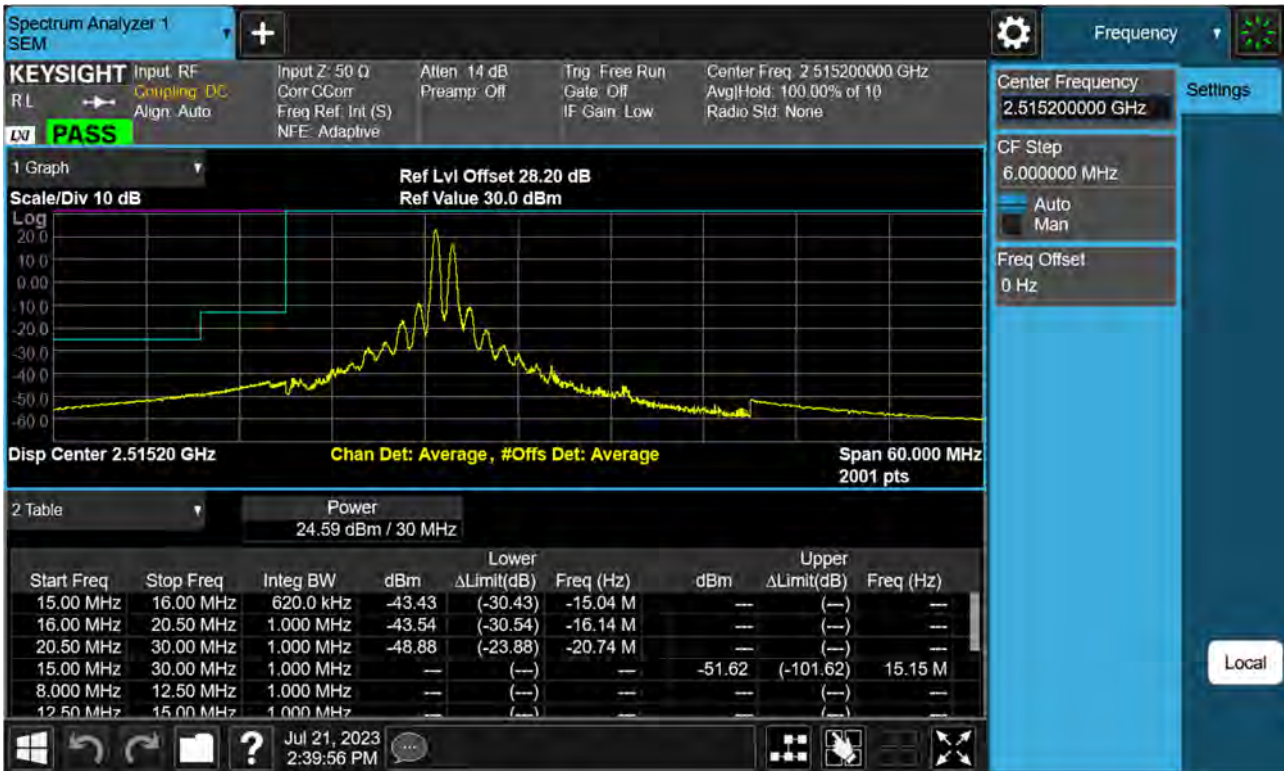 Spectrum Analyzer 1
SEM
+
Frequency
KEYSIGHT
RL
LXI
PASS
Input: RF
Coupling: DC
Align: Auto
Input Z: 50 Ω
Corr CCorr
Freq Ref: Int (S)
NFE: Adaptive
Atten: 14 dB
Preamp: Off
Trig: Free Run
Gate: Off
IF Gain: Low
Center Freq: 2.515200000 GHz
Avg|Hold: 100.00% of 10
Radio Std: None
Center Frequency
2.515200000 GHz
Settings
CF Step
6.000000 MHz
Auto
Man
Freq Offset
0 Hz
Local
1 Graph
Scale/Div 10 dB
Ref Lvl Offset 28.20 dB
Ref Value 30.0 dBm
Log
20.0
10.0
0.00
-10.0
-20.0
-30.0
-40.0
-50.0
-60.0
Disp Center 2.51520 GHz
Chan Det: Average, #Offs Det: Average
Span 60.000 MHz
2001 pts
2 Table
Power
24.59 dBm / 30 MHz
Lower Upper
Start Freq Stop Freq Integ BW dBm ΔLimit(dB) Freq (Hz) dBm ΔLimit(dB) Freq (Hz)
15.00 MHz 16.00 MHz 620.0 kHz -43.43 (-30.43) -15.04 M --- (---) ---
16.00 MHz 20.50 MHz 1.000 MHz -43.54 (-30.54) -16.14 M --- (---) ---
20.50 MHz 30.00 MHz 1.000 MHz -48.88 (-23.88) -20.74 M --- (---) ---
15.00 MHz 30.00 MHz 1.000 MHz --- (---) --- -51.62 (-101.62) 15.15 M
8.000 MHz 12.50 MHz 1.000 MHz --- (---) --- --- (---) ---
12.50 MHz 15.00 MHz 1.000 MHz --- (---) --- --- (---) ---
?
Jul 21, 2023
2:39:56 PM